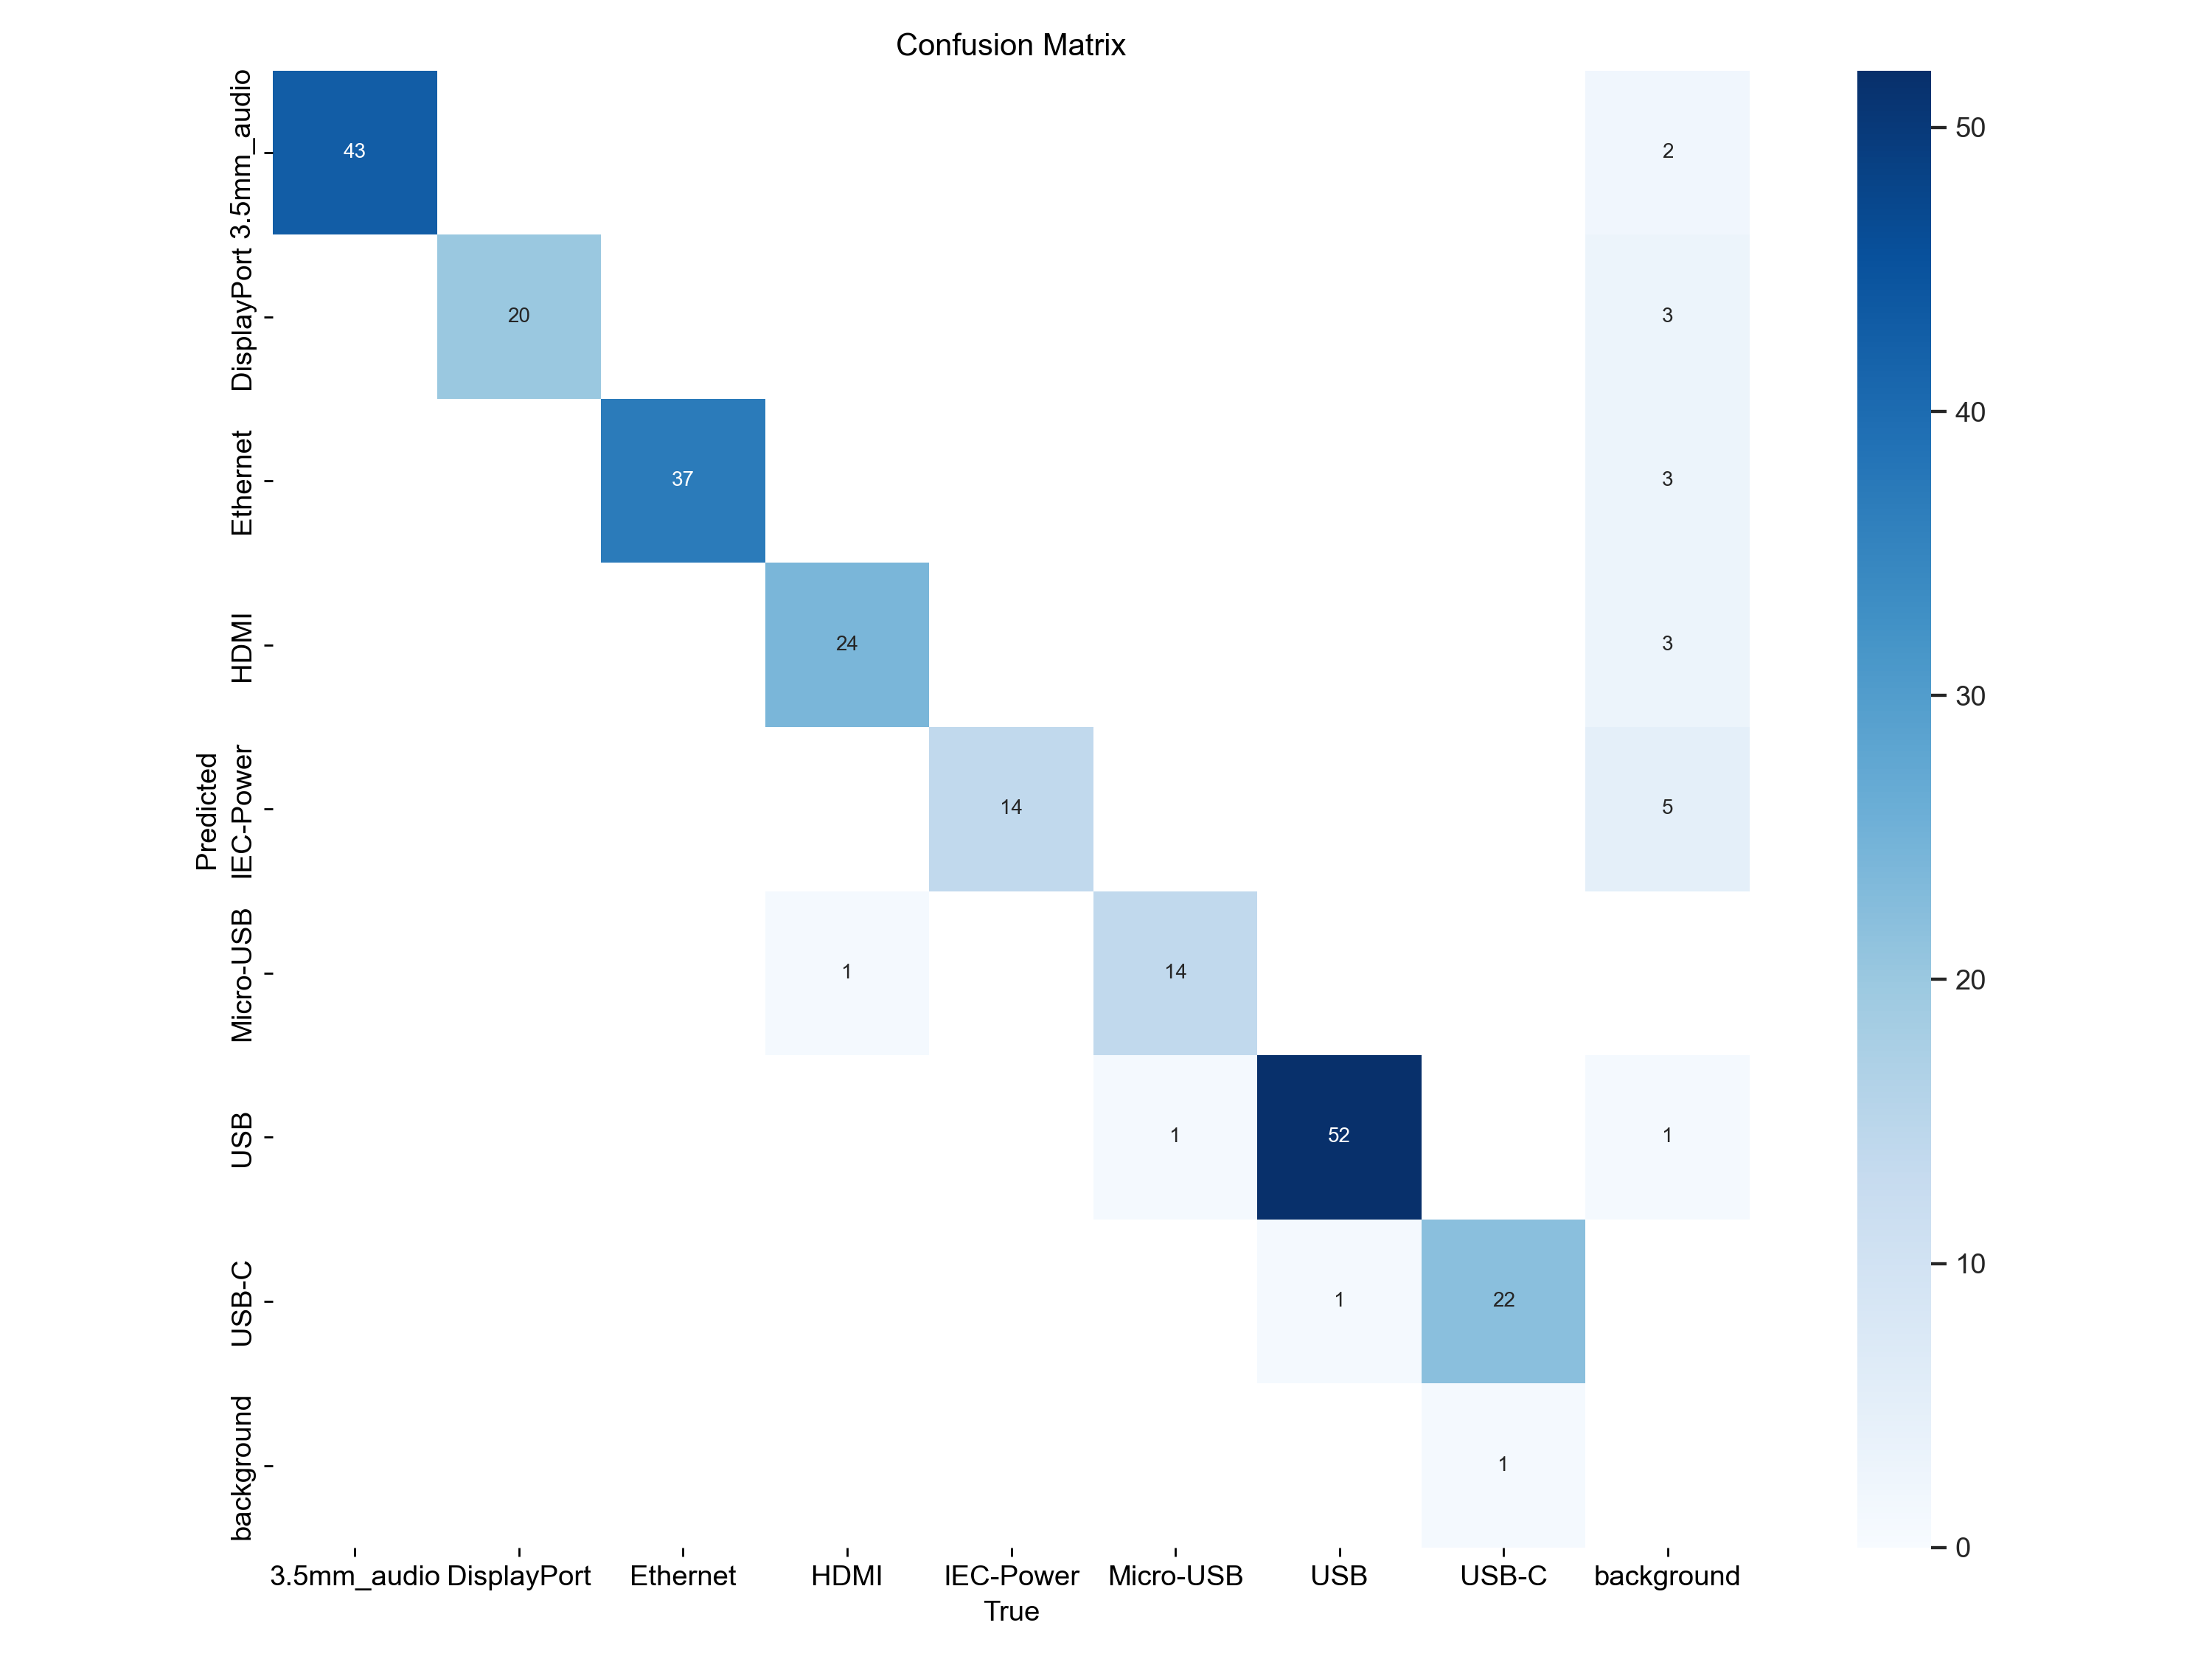 Confusion Matrix
Predicted
3.5mm_audio
43
2
DisplayPort
20
3
Ethernet
37
3
HDMI
24
3
IEC-Power
14
5
Micro-USB
1
14
USB
1
52
1
USB-C
1
22
background
1
3.5mm_audio DisplayPort Ethernet HDMI IEC-Power Micro-USB USB USB-C background
True
50
40
30
20
10
0